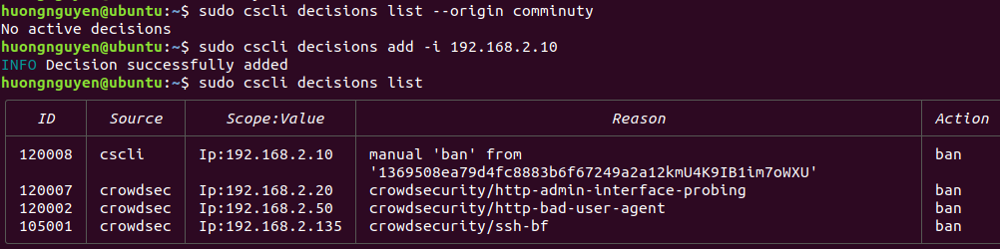 huongnguyen@ubuntu:~$ sudo cscli decisions list --origin comminuty
No active decisions
huongnguyen@ubuntu:~$ sudo cscli decisions add -i 192.168.2.10
INFO Decision successfully added
huongnguyen@ubuntu:~$ sudo cscli decisions list
ID Source Scope:Value Reason Action
120008 cscli Ip:192.168.2.10 manual 'ban' from ban
'1369508ea79d4fc8883b6f67249a2a12kmU4K9IB1im7oWXU'
120007 crowdsec Ip:192.168.2.20 crowdsecurity/http-admin-interface-probing ban
120002 crowdsec Ip:192.168.2.50 crowdsecurity/http-bad-user-agent ban
105001 crowdsec Ip:192.168.2.135 crowdsecurity/ssh-bf ban